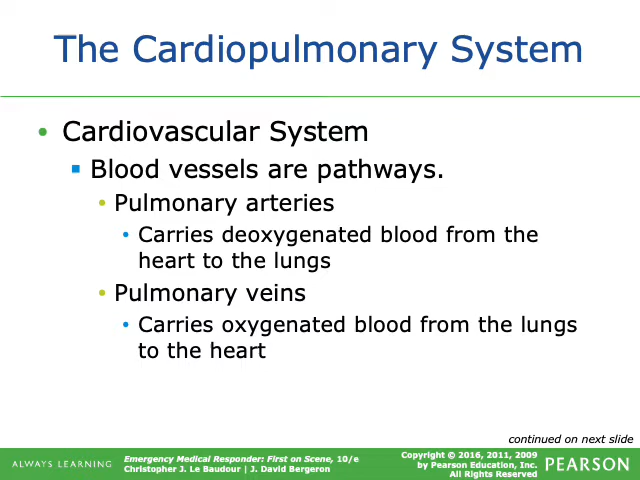 The Cardiopulmonary System
• Cardiovascular System
▪ Blood vessels are pathways.
• Pulmonary arteries
• Carries deoxygenated blood from the
heart to the lungs
• Pulmonary veins
• Carries oxygenated blood from the lungs
to the heart
continued on next slide
ALWAYS LEARNING
Emergency Medical Responder: First on Scene, 10/e
Christopher J. Le Baudour | J. David Bergeron
Copyright © 2016, 2011, 2009
by Pearson Education, Inc.
All Rights Reserved
PEARSON